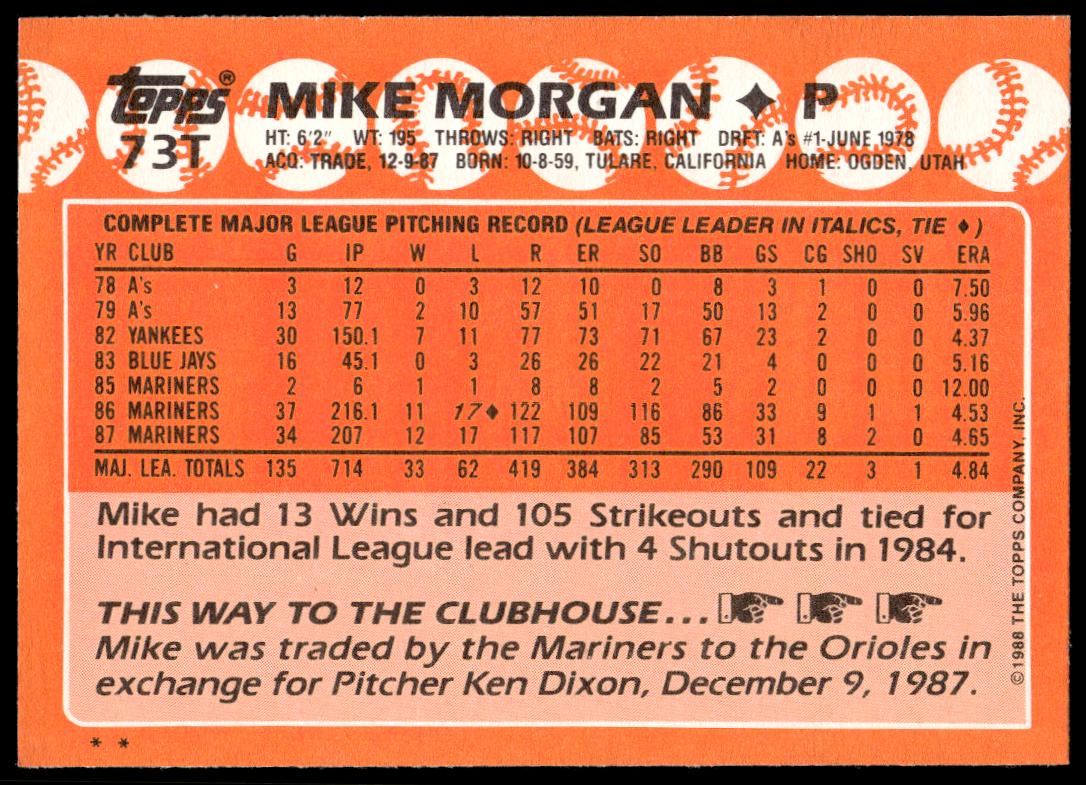 topps®
73T
MIKE MORGAN ✦ P
HT: 6'2" WT: 195 THROWS: RIGHT BATS: RIGHT DRFT: A's #1-JUNE 1978
ACQ: TRADE, 12-9-87 BORN: 10-8-59, TULARE, CALIFORNIA HOME: OGDEN, UTAH
COMPLETE MAJOR LEAGUE PITCHING RECORD (LEAGUE LEADER IN ITALICS, TIE ♦)
YR CLUB G IP W L R ER SO BB GS CG SHO SV ERA
78 A's 3 12 0 3 12 10 0 8 3 1 0 0 7.50
79 A's 13 77 2 10 57 51 17 50 13 2 0 0 5.96
82 YANKEES 30 150.1 7 11 77 73 71 67 23 2 0 0 4.37
83 BLUE JAYS 16 45.1 0 3 26 26 22 21 4 0 0 0 5.16
85 MARINERS 2 6 1 1 8 8 2 5 2 0 0 0 12.00
86 MARINERS 37 216.1 11 17♦ 122 109 116 86 33 9 1 1 4.53
87 MARINERS 34 207 12 17 117 107 85 53 31 8 2 0 4.65
MAJ. LEA. TOTALS 135 714 33 62 419 384 313 290 109 22 3 1 4.84
Mike had 13 Wins and 105 Strikeouts and tied for
International League lead with 4 Shutouts in 1984.
THIS WAY TO THE CLUBHOUSE...
Mike was traded by the Mariners to the Orioles in
exchange for Pitcher Ken Dixon, December 9, 1987.
©1988 THE TOPPS COMPANY, INC.
* *